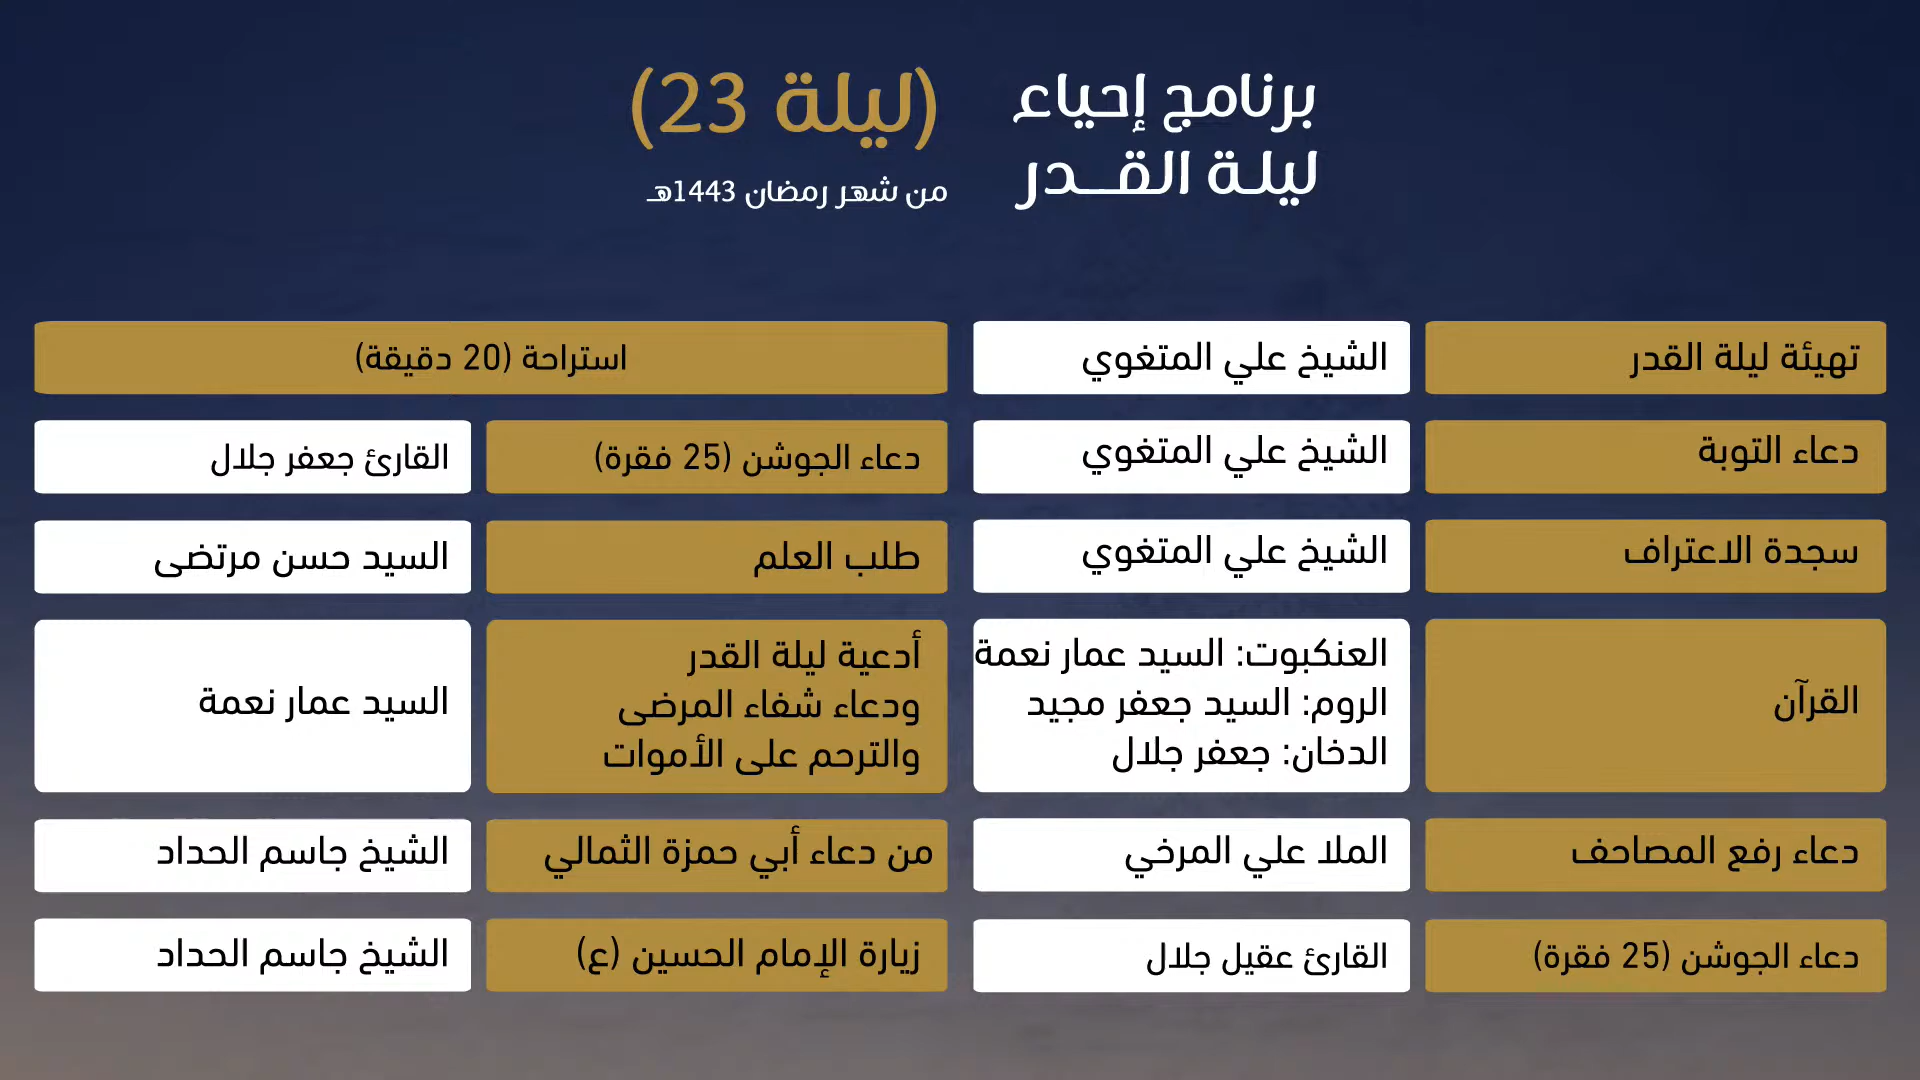 برنامج إحياء
ليلة القـــدر
(ليلة 23)
من شهر رمضان 1443هـ
تهيئة ليلة القدر
الشيخ علي المتغوي
دعاء التوبة
الشيخ علي المتغوي
سجدة الاعتراف
الشيخ علي المتغوي
القرآن
العنكبوت: السيد عمار نعمة
الروم: السيد جعفر مجيد
الدخان: جعفر جلال
دعاء رفع المصاحف
الملا علي المرخي
دعاء الجوشن (25 فقرة)
القارئ عقيل جلال
استراحة (20 دقيقة)
دعاء الجوشن (25 فقرة)
القارئ جعفر جلال
طلب العلم
السيد حسن مرتضى
أدعية ليلة القدر
ودعاء شفاء المرضى
والترحم على الأموات
السيد عمار نعمة
من دعاء أبي حمزة الثمالي
الشيخ جاسم الحداد
زيارة الإمام الحسين (ع)
الشيخ جاسم الحداد